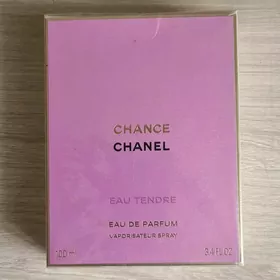 CHANCE
CHANEL
EAU TENDRE
EAU DE PARFUM
VAPORISATEUR SPRAY
100 ml 3.4 FL.OZ